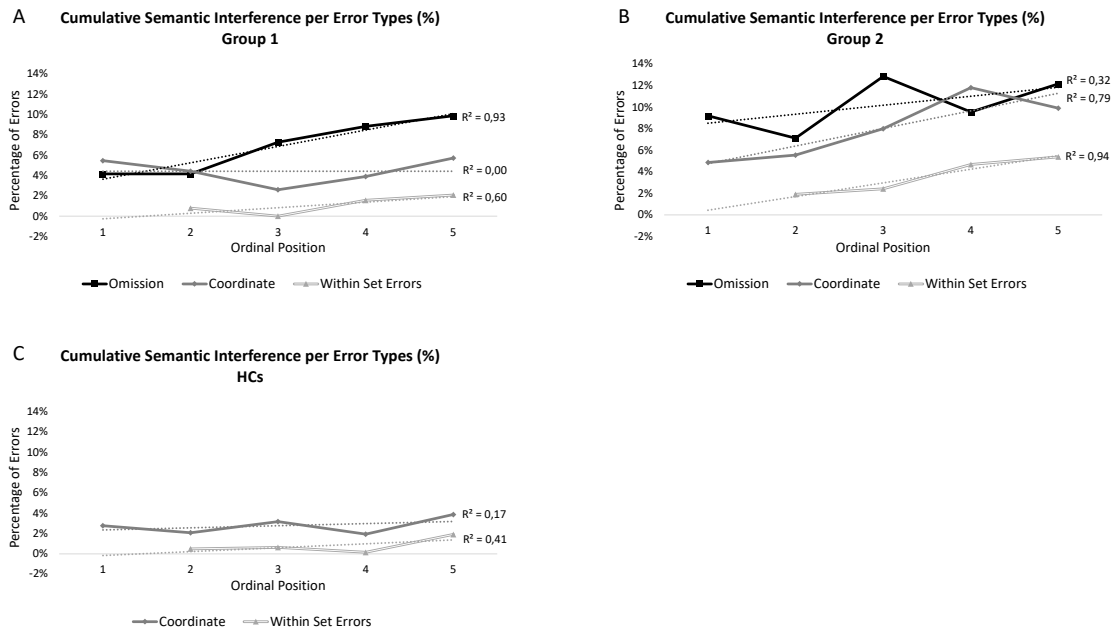 A
Cumulative Semantic Interference per Error Types (%)
Group 1
Percentage of Errors
14%
12%
10%
8%
6%
4%
2%
0%
-2%
R² = 0,93
R² = 0,00
R² = 0,60
1 2 3 4 5
Ordinal Position
Omission Coordinate Within Set Errors
B
Cumulative Semantic Interference per Error Types (%)
Group 2
Percentage of Errors
14%
12%
10%
8%
6%
4%
2%
0%
-2%
R² = 0,32
R² = 0,79
R² = 0,94
1 2 3 4 5
Ordinal Position
Omission Coordinate Within Set Errors
C
Cumulative Semantic Interference per Error Types (%)
HCs
Percentage of Errors
14%
12%
10%
8%
6%
4%
2%
0%
-2%
R² = 0,17
R² = 0,41
1 2 3 4 5
Ordinal Position
Coordinate Within Set Errors